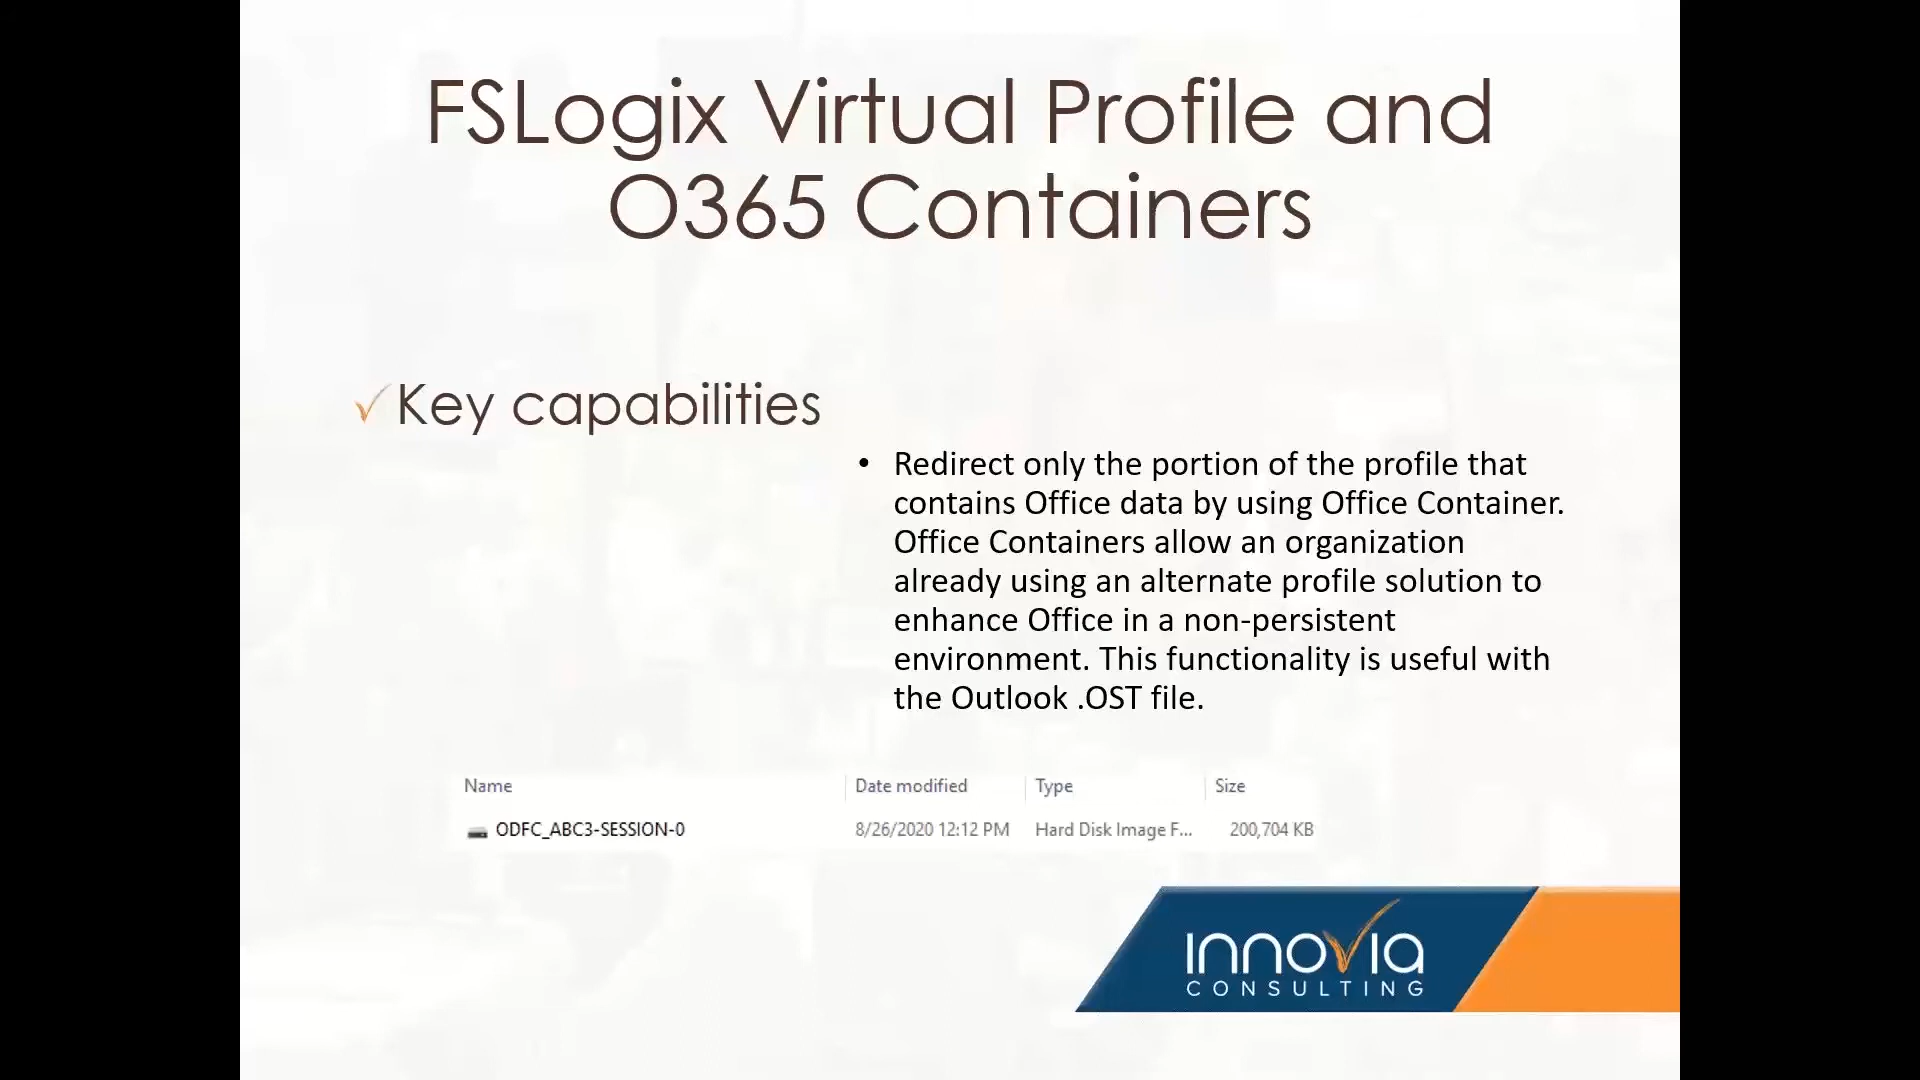 FSLogix Virtual Profile and
O365 Containers
Key capabilities
• Redirect only the portion of the profile that
contains Office data by using Office Container.
Office Containers allow an organization
already using an alternate profile solution to
enhance Office in a non-persistent
environment. This functionality is useful with
the Outlook .OST file.
Name Date modified Type Size
ODFC_ABC3-SESSION-0 8/26/2020 12:12 PM Hard Disk Image F... 200,704 KB
innovia
CONSULTING